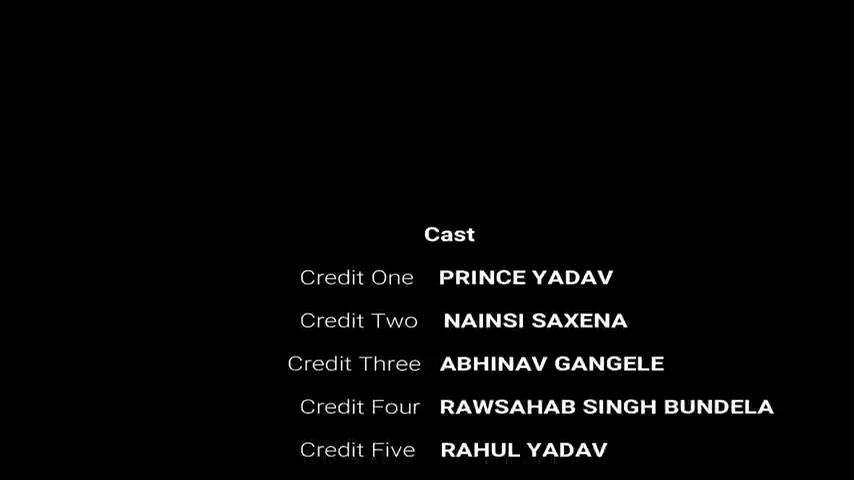 Cast
Credit One PRINCE YADAV
Credit Two NAINSI SAXENA
Credit Three ABHINAV GANGELE
Credit Four RAWSAHAB SINGH BUNDELA
Credit Five RAHUL YADAV